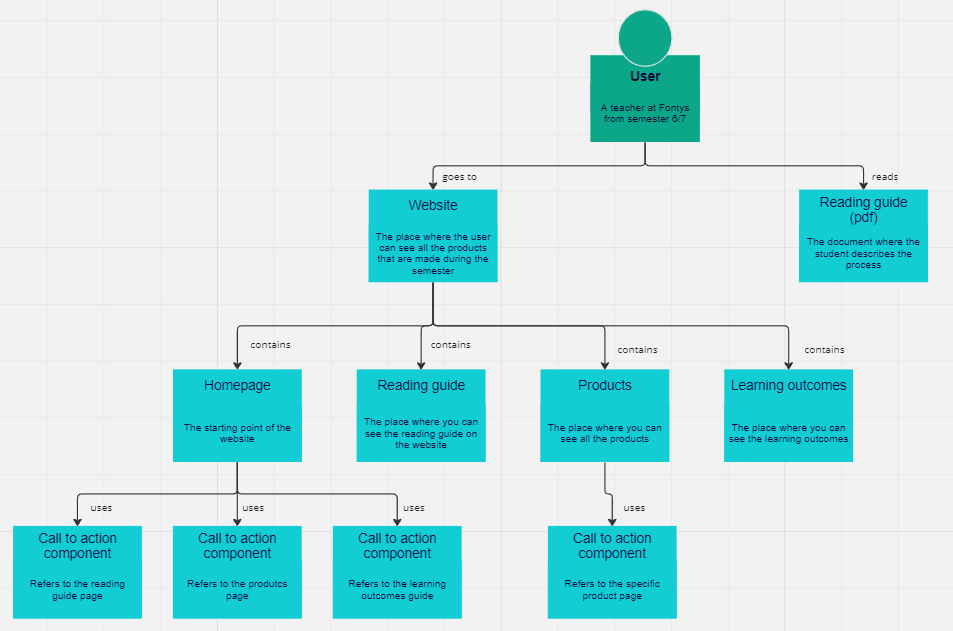 User
A teacher at Fontys
from semester 6/7
goes to
reads
Website
The place where the user
can see all the products
that are made during the
semester
Reading guide
(pdf)
The document where the
student describes the
process
contains
contains
contains
contains
Homepage
The starting point of the
website
Reading guide
The place where you can
see the reading guide on
the website
Products
The place where you can
see all the products
Learning outcomes
The place where you can
see the learning outcomes
uses
uses
uses
uses
Call to action
component
Refers to the reading
guide page
Call to action
component
Refers to the produtcs
page
Call to action
component
Refers to the learning
outcomes guide
Call to action
component
Refers to the specific
product page